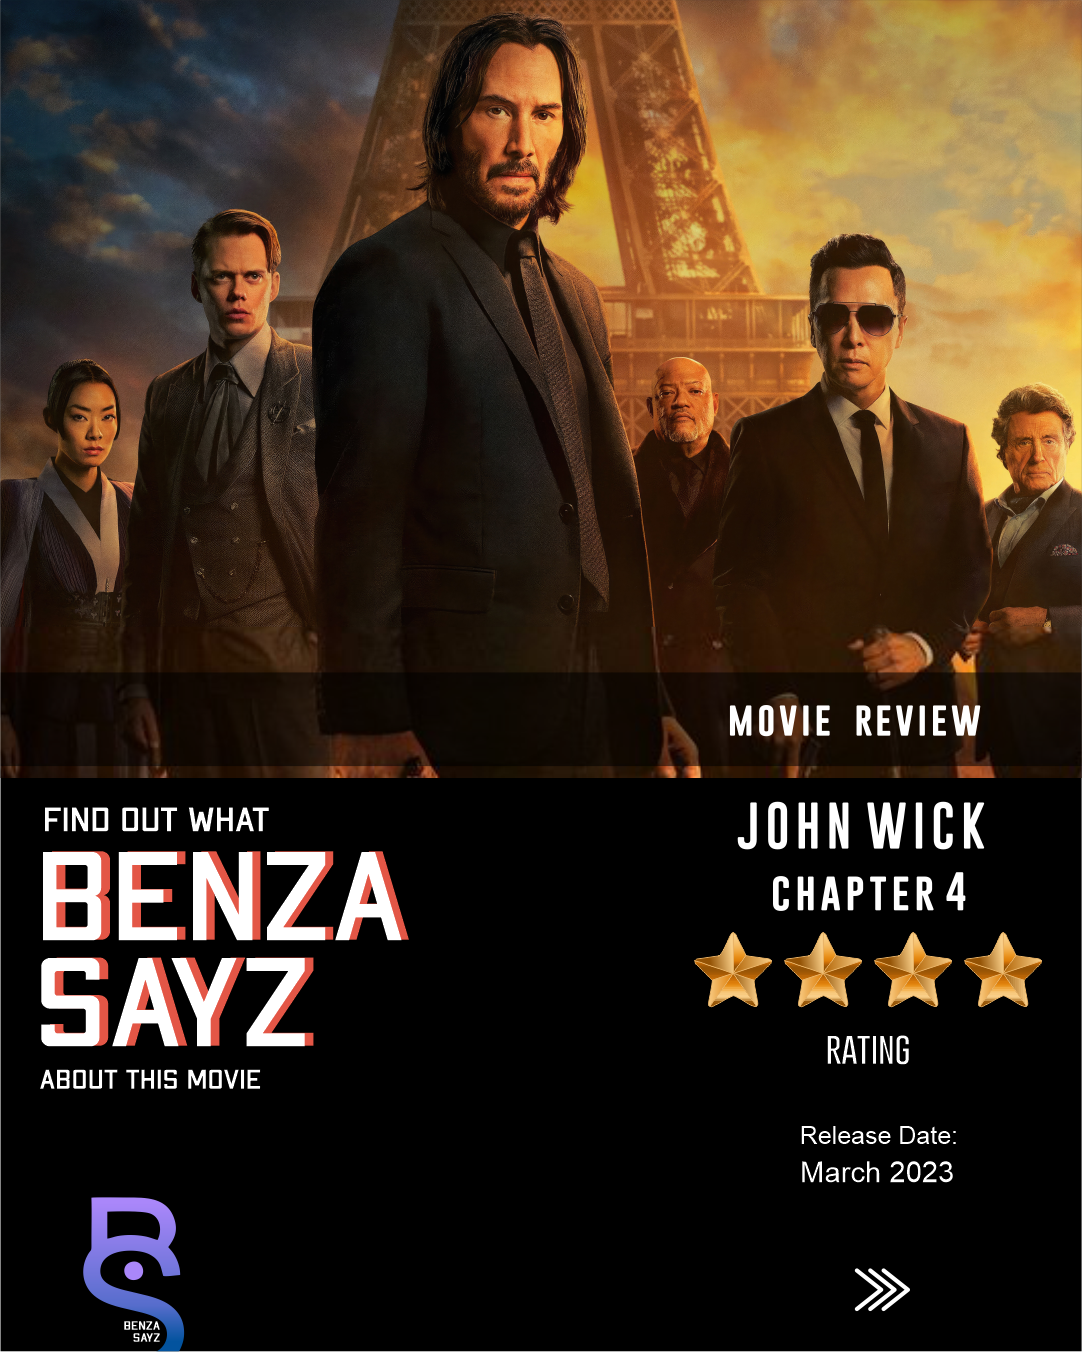 MOVIE REVIEW
FIND OUT WHAT
BENZA
SAYZ
ABOUT THIS MOVIE
JOHN WICK
CHAPTER 4
RATING
Release Date:
March 2023
BENZA
SAYZ